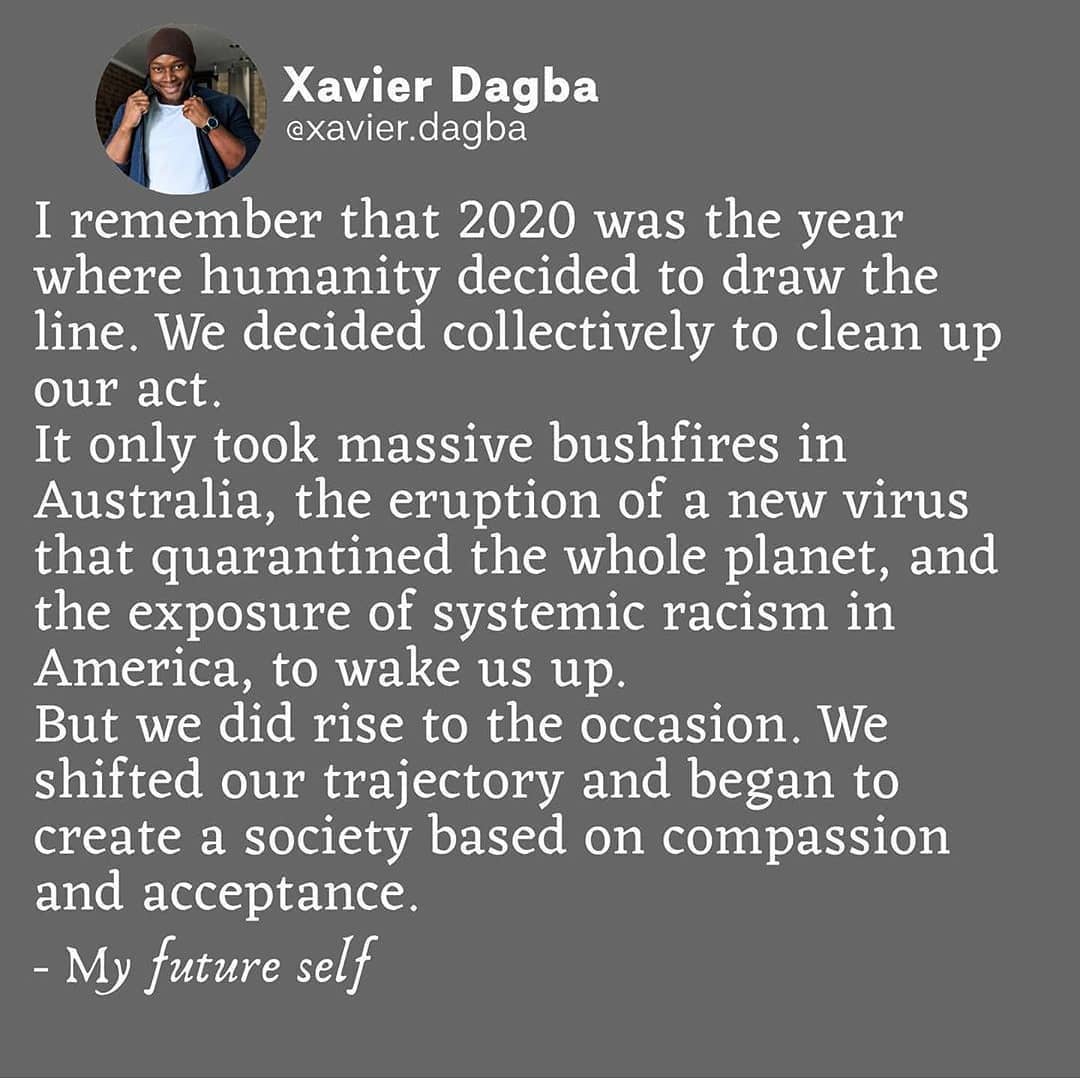 Xavier Dagba
@xavier.dagba
I remember that 2020 was the year
where humanity decided to draw the
line. We decided collectively to clean up
our act.
It only took massive bushfires in
Australia, the eruption of a new virus
that quarantined the whole planet, and
the exposure of systemic racism in
America, to wake us up.
But we did rise to the occasion. We
shifted our trajectory and began to
create a society based on compassion
and acceptance.
- My future self